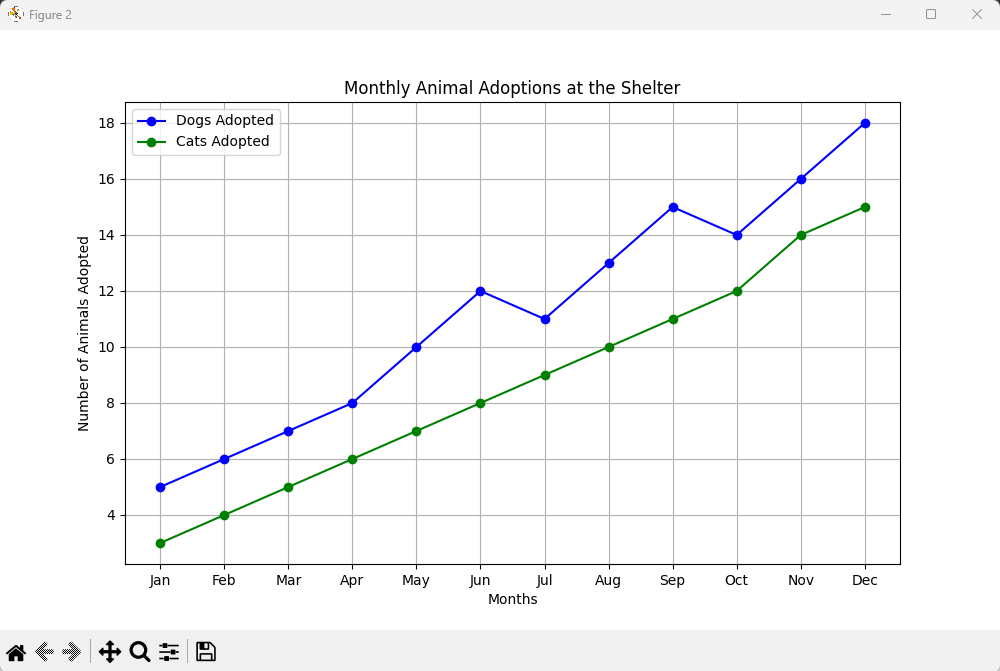 Figure 2
Monthly Animal Adoptions at the Shelter
Dogs Adopted
Cats Adopted
Number of Animals Adopted
18
16
14
12
10
8
6
4
Jan Feb Mar Apr May Jun Jul Aug Sep Oct Nov Dec
Months